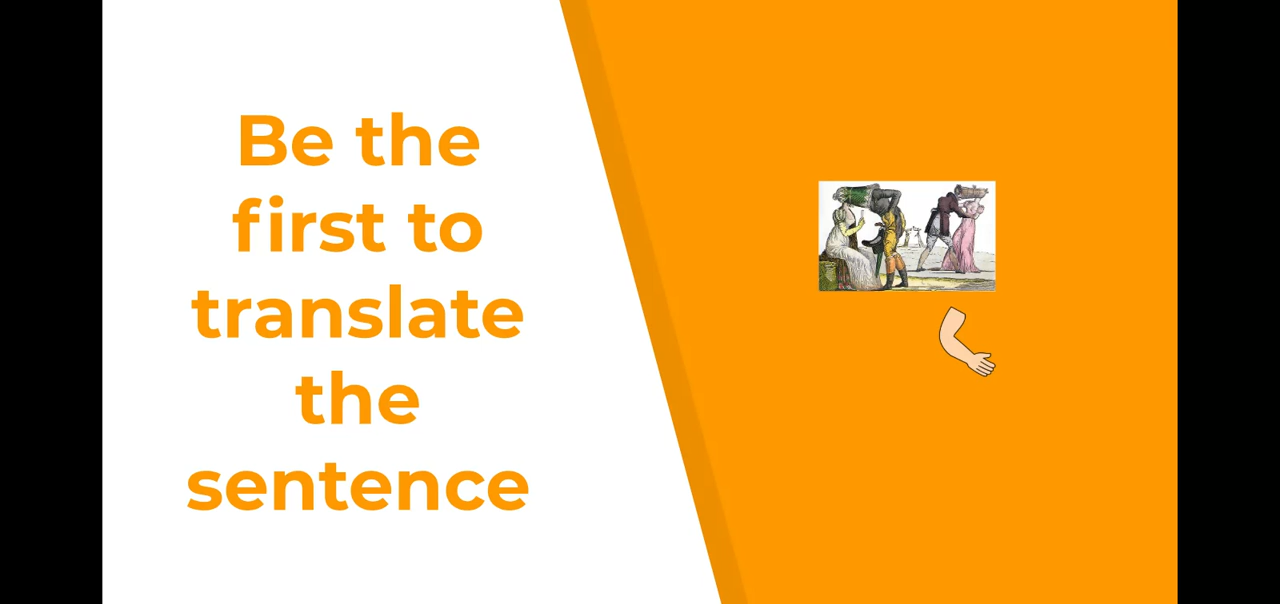 Be the
first to
translate
the
sentence